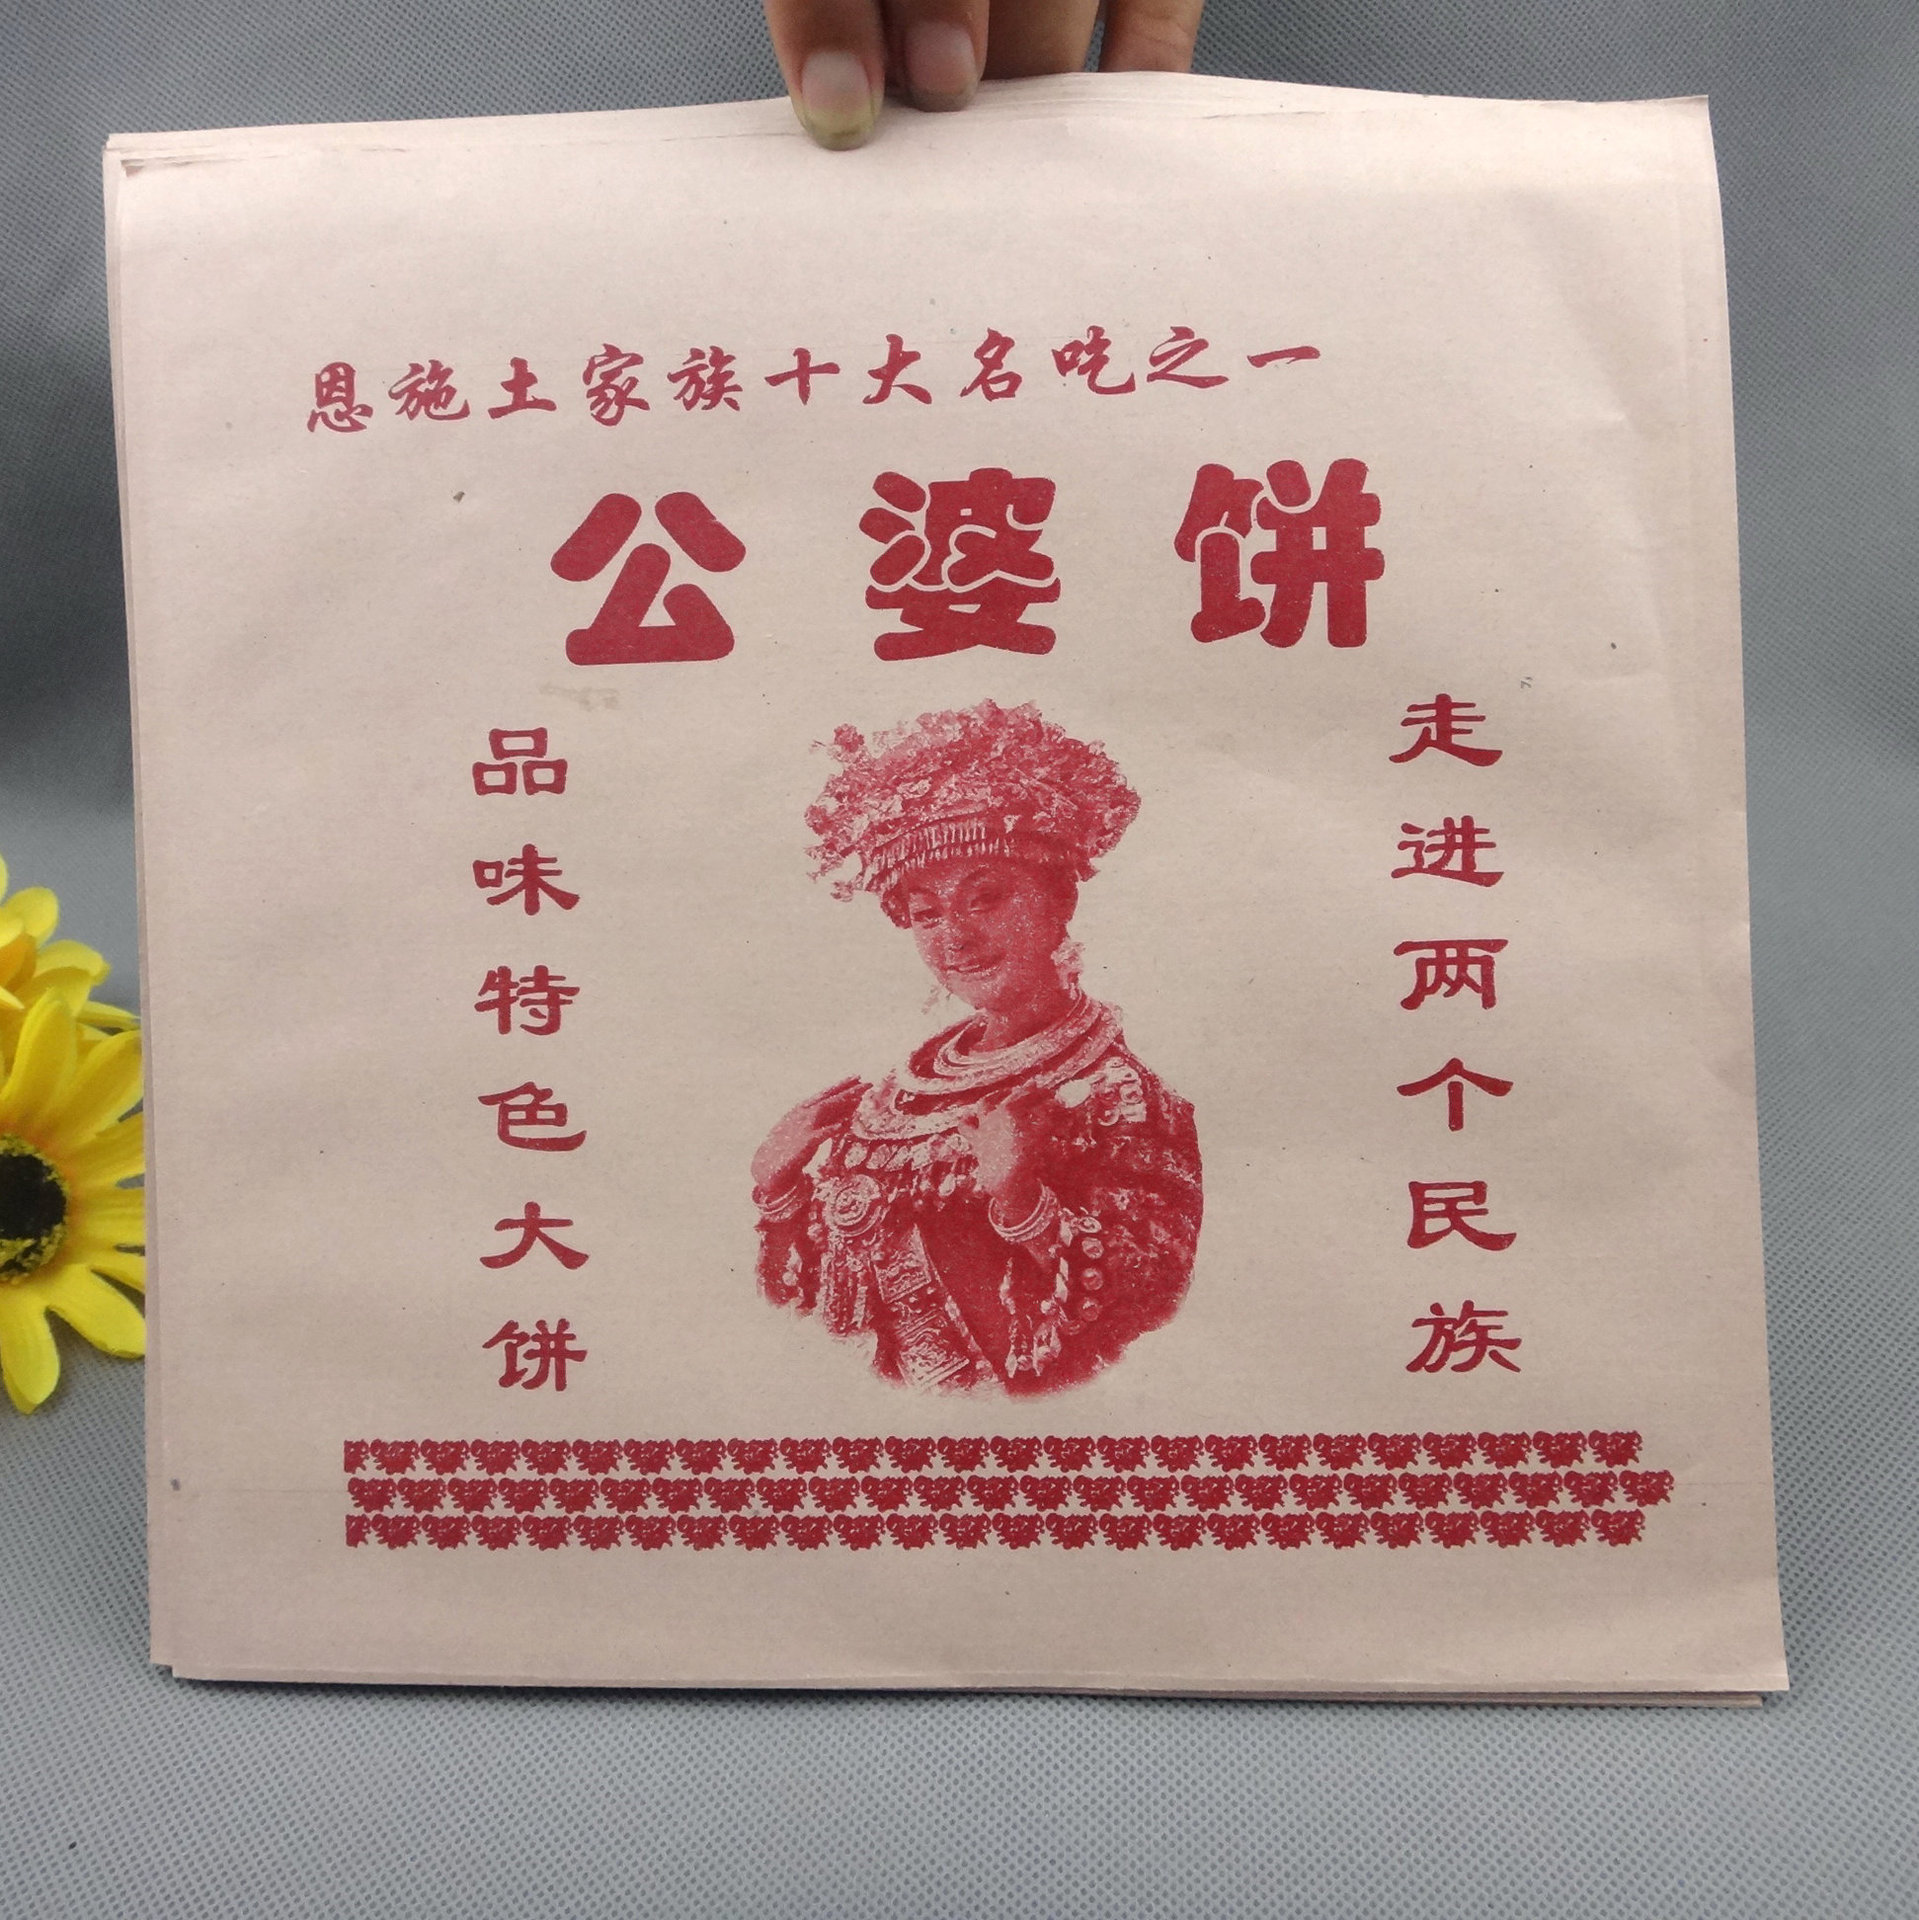 恩施土家族十大名吃之一
公婆饼
走进两个民族
品味特色大饼